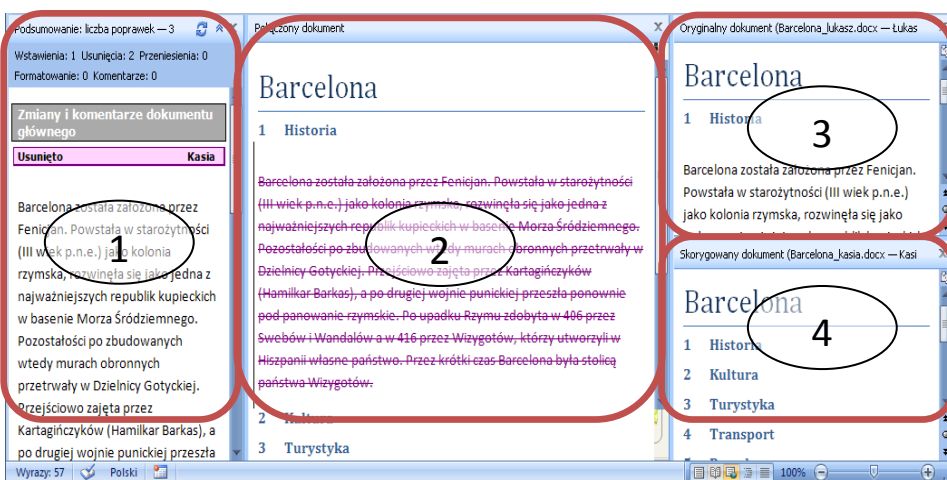 Podsumowanie: liczba poprawek — 3
Wstawienia: 1 Usunięcia: 2 Przeniesienia: 0
Formatowanie: 0 Komentarze: 0
Zmiany i komentarze dokumentu
głównego
Usunięto Kasia
Barcelona została założona przez
Fenicjan. Powstała w starożytności
(III wiek p.n.e.) jako kolonia
rzymska, rozwinęła się jako jedna z
najważniejszych republik kupieckich
w basenie Morza Śródziemnego.
Pozostałości po zbudowanych
wtedy murach obronnych
przetrwały w Dzielnicy Gotyckiej.
Przejściowo zajęta przez
Kartagińczyków (Hamilkar Barkas), a
po drugiej wojnie punickiej przeszła
1
Połączony dokument
Barcelona
1 Historia
Barcelona została założona przez Fenicjan. Powstała w starożytności
(III wiek p.n.e.) jako kolonia rzymska, rozwinęła się jako jedna z
najważniejszych republik kupieckich w basenie Morza Śródziemnego.
Pozostałości po zbudowanych wtedy murach obronnych przetrwały w
Dzielnicy Gotyckiej. Przejściowo zajęta przez Kartagińczyków
(Hamilkar Barkas), a po drugiej wojnie punickiej przeszła ponownie
pod panowanie rzymskie. Po upadku Rzymu zdobyta w 406 przez
Swebów i Wandalów a w 416 przez Wizygotów, którzy utworzyli w
Hiszpanii własne państwo. Przez krótki czas Barcelona była stolicą
państwa Wizygotów.
2 Kultura
3 Turystyka
2
Oryginalny dokument (Barcelona_lukasz.docx — Łukas
Barcelona
1 Historia
Barcelona została założona przez Fenicjan.
Powstała w starożytności (III wiek p.n.e.)
jako kolonia rzymska, rozwinęła się jako
3
Skorygowany dokument (Barcelona_kasia.docx — Kasi
Barcelona
1 Historia
2 Kultura
3 Turystyka
4 Transport
4
Wyrazy: 57 Polski
100%